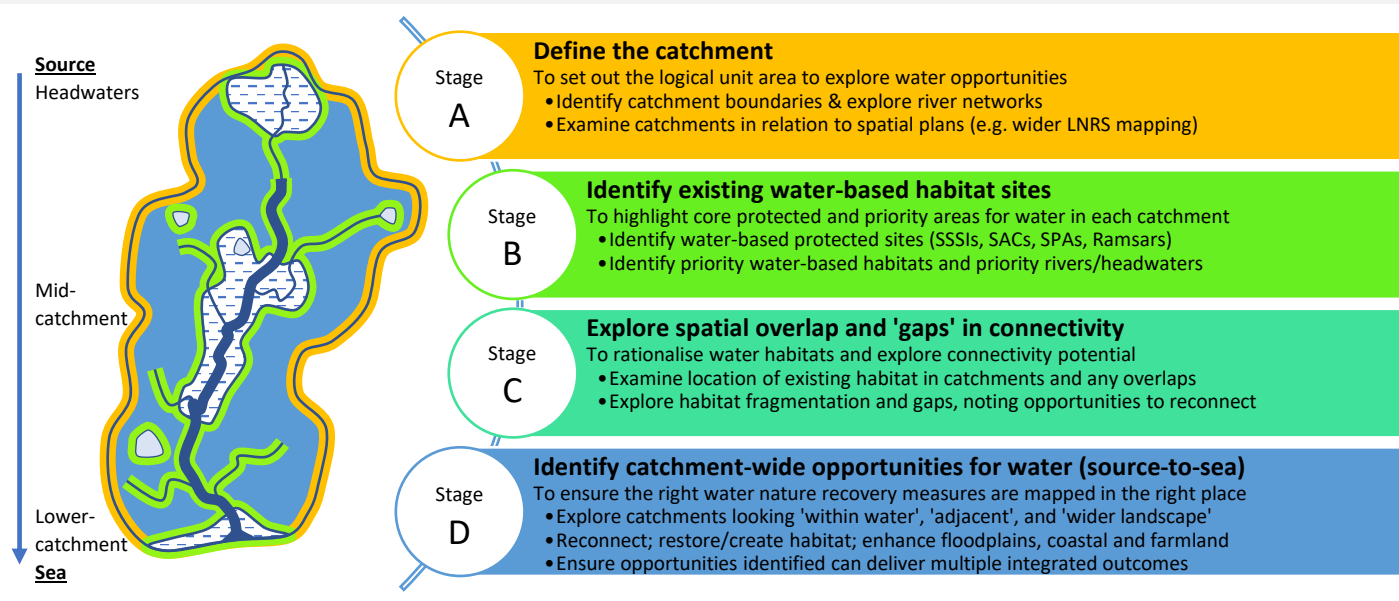 Source
Headwaters
Mid-
catchment
Lower-
catchment
Sea
Stage
A
Define the catchment
To set out the logical unit area to explore water opportunities
•Identify catchment boundaries & explore river networks
•Examine catchments in relation to spatial plans (e.g. wider LNRS mapping)
Stage
B
Identify existing water-based habitat sites
To highlight core protected and priority areas for water in each catchment
•Identify water-based protected sites (SSSIs, SACs, SPAs, Ramsars)
•Identify priority water-based habitats and priority rivers/headwaters
Stage
C
Explore spatial overlap and 'gaps' in connectivity
To rationalise water habitats and explore connectivity potential
•Examine location of existing habitat in catchments and any overlaps
•Explore habitat fragmentation and gaps, noting opportunities to reconnect
Stage
D
Identify catchment-wide opportunities for water (source-to-sea)
To ensure the right water nature recovery measures are mapped in the right place
•Explore catchments looking 'within water', 'adjacent', and 'wider landscape'
•Reconnect; restore/create habitat; enhance floodplains, coastal and farmland
•Ensure opportunities identified can deliver multiple integrated outcomes